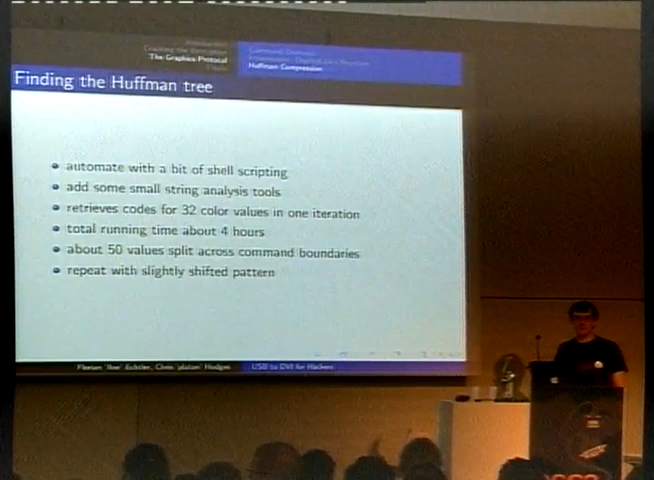 Introduction
The Graphics Protocol
Huffman Compression
Finding the Huffman tree
automate with a bit of shell scripting
add some small string analysis tools
retrieves codes for 32 color values in one iteration
total running time about 4 hours
about 50 values split across command boundaries
repeat with slightly shifted pattern
Florian 'floe' Echtler, Chris 'platon' Hodges
USB to DVI for Hackers